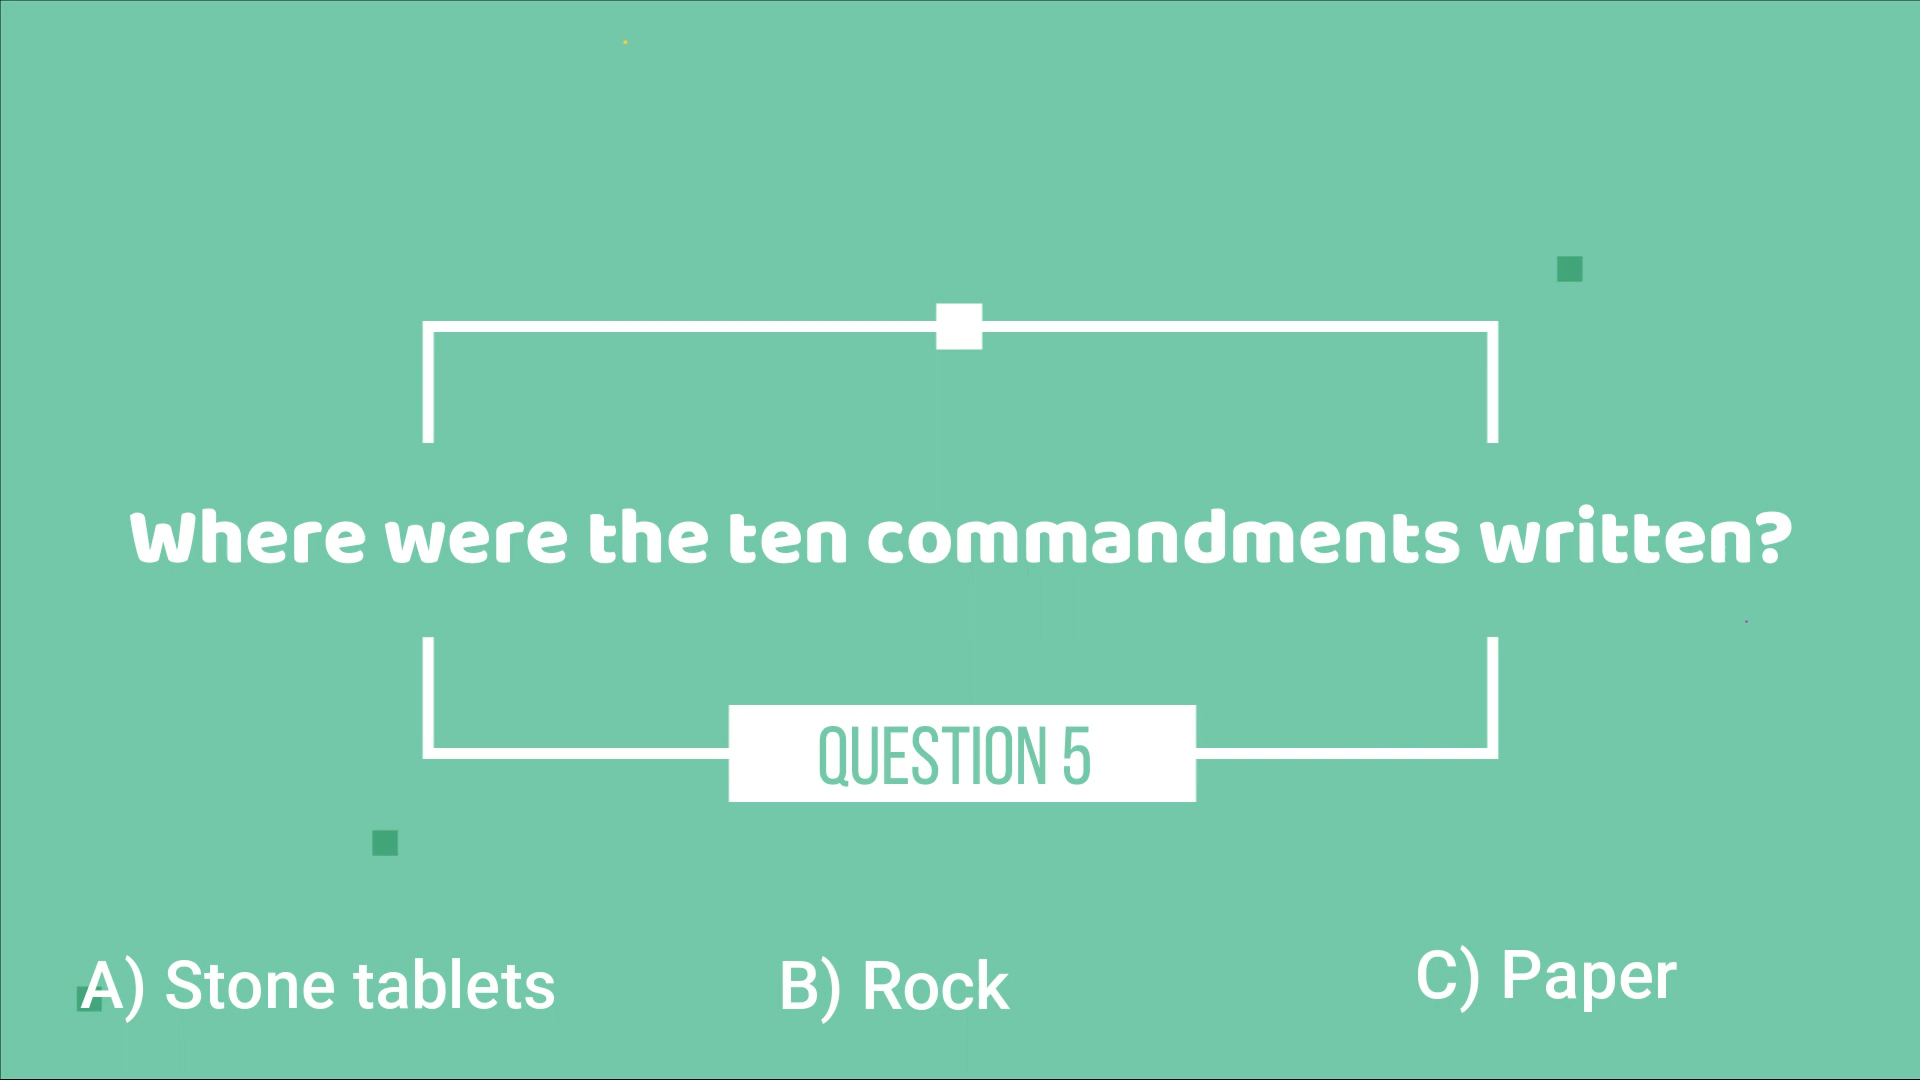 Where were the ten commandments written?
QUESTION 5
A) Stone tablets
B) Rock
C) Paper